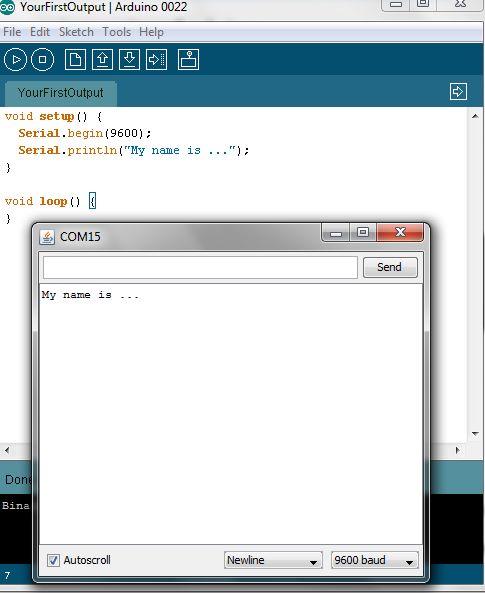 YourFirstOutput | Arduino 0022
File Edit Sketch Tools Help
YourFirstOutput
void setup() {
  Serial.begin(9600);
  Serial.println("My name is ...");
}
void loop() {
}
COM15
Send
My name is ...
Autoscroll
Newline
9600 baud
Done
Bina
7